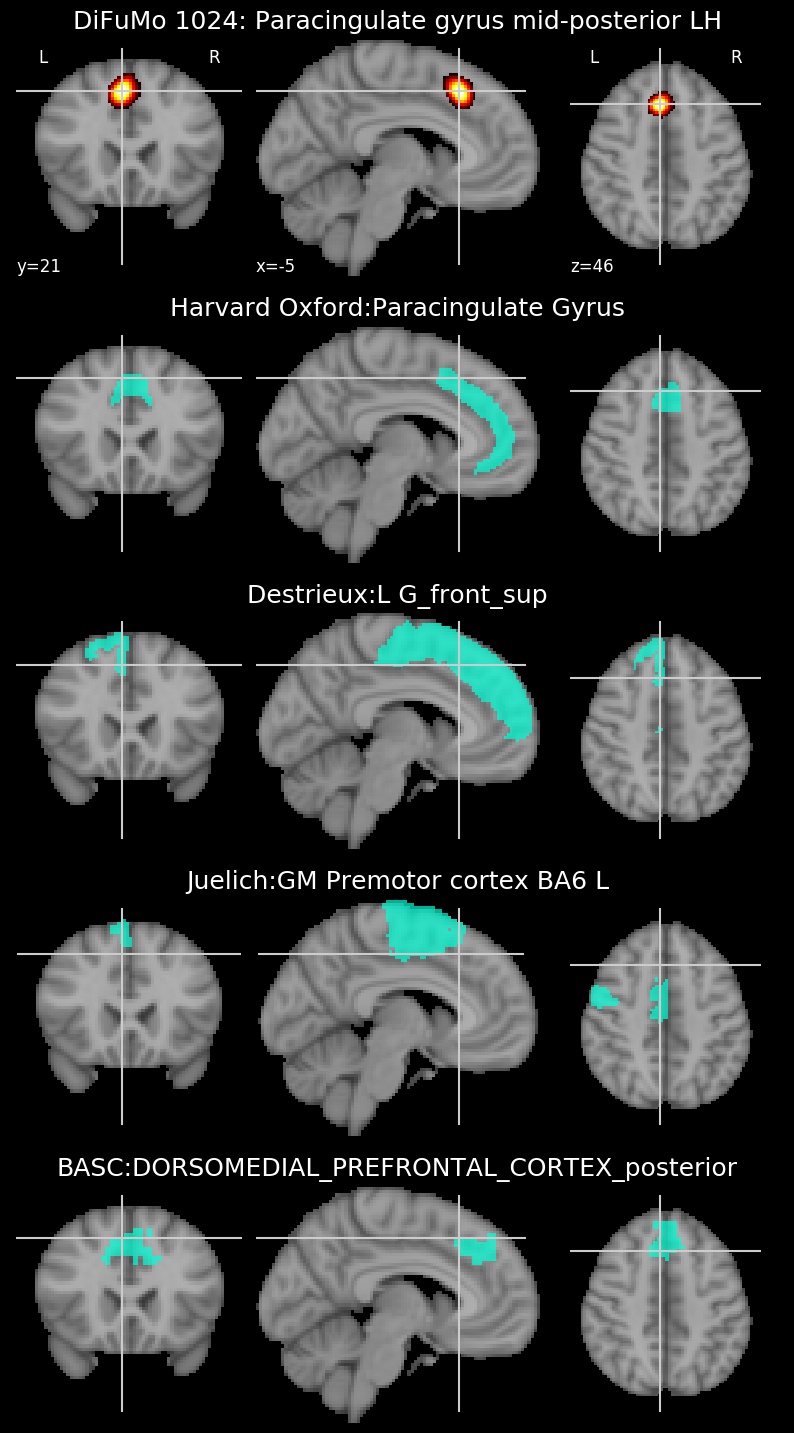 DiFuMo 1024: Paracingulate gyrus mid-posterior LH
L R L R
y=21 x=-5 z=46
Harvard Oxford:Paracingulate Gyrus
Destrieux:L G_front_sup
Juelich:GM Premotor cortex BA6 L
BASC:DORSOMEDIAL_PREFRONTAL_CORTEX_posterior